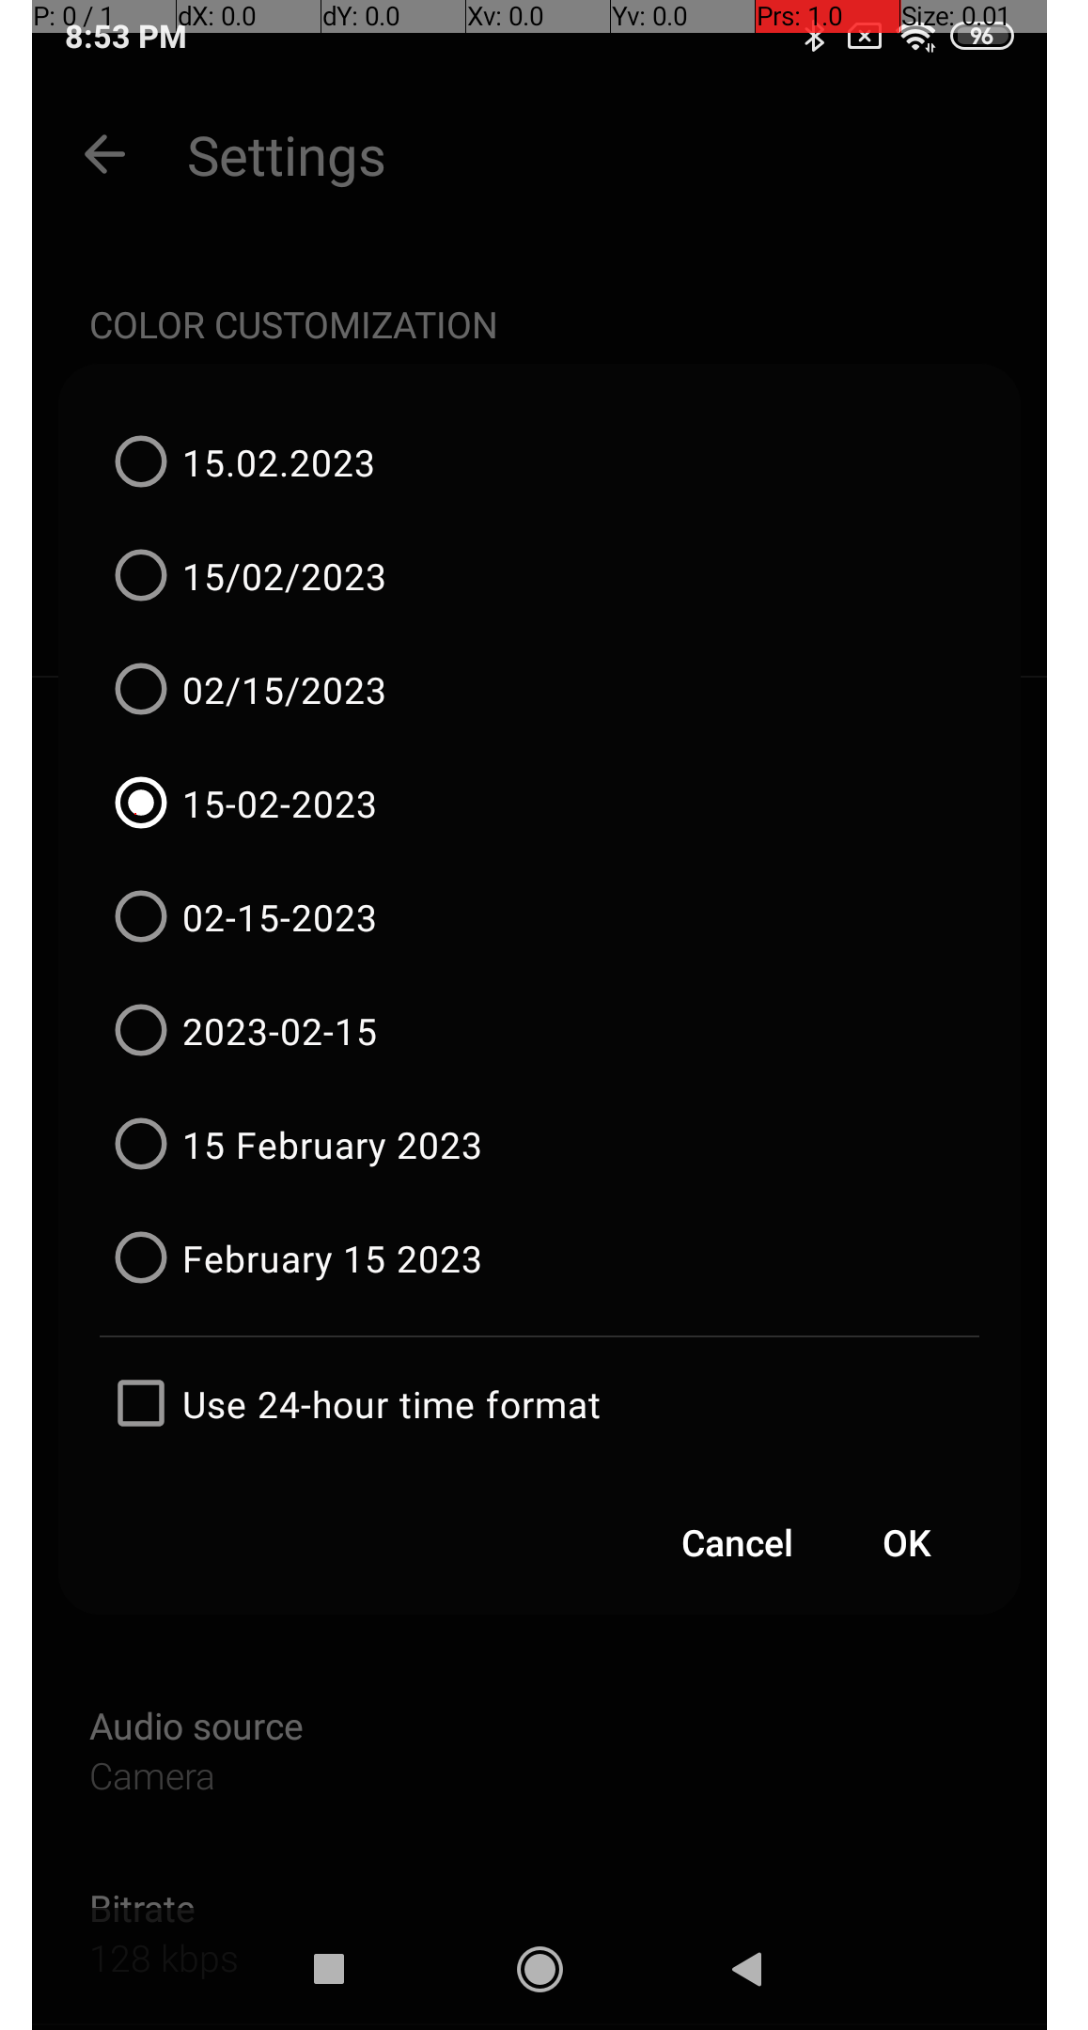 P: 0 / 1 dX: 0.0 dY: 0.0 Xv: 0.0 Yv: 0.0 Prs: 1.0 Size: 0.01
8:53 PM 96
Settings
COLOR CUSTOMIZATION
15.02.2023
15/02/2023
02/15/2023
15-02-2023
02-15-2023
2023-02-15
15 February 2023
February 15 2023
Use 24-hour time format
Cancel OK
Audio source
Camera
Bitrate
128 kbps